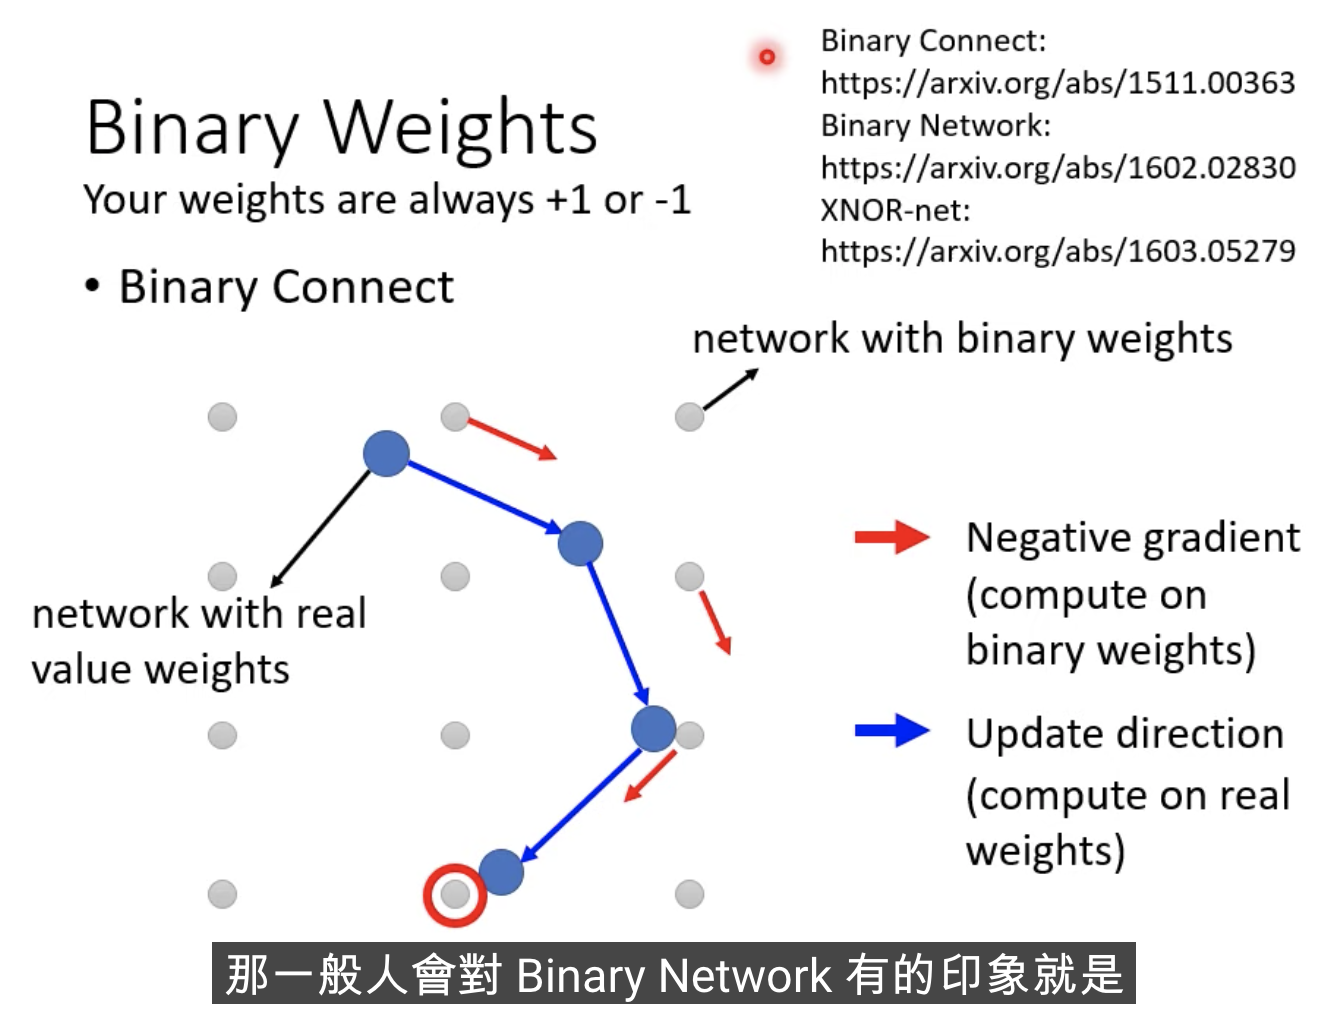 Binary Connect:
https://arxiv.org/abs/1511.00363
Binary Network:
https://arxiv.org/abs/1602.02830
XNOR-net:
https://arxiv.org/abs/1603.05279
Binary Weights
Your weights are always +1 or -1
• Binary Connect
network with binary weights
network with real
value weights
Negative gradient
(compute on
binary weights)
Update direction
(compute on real
weights)
那一般人會對 Binary Network 有的印象就是